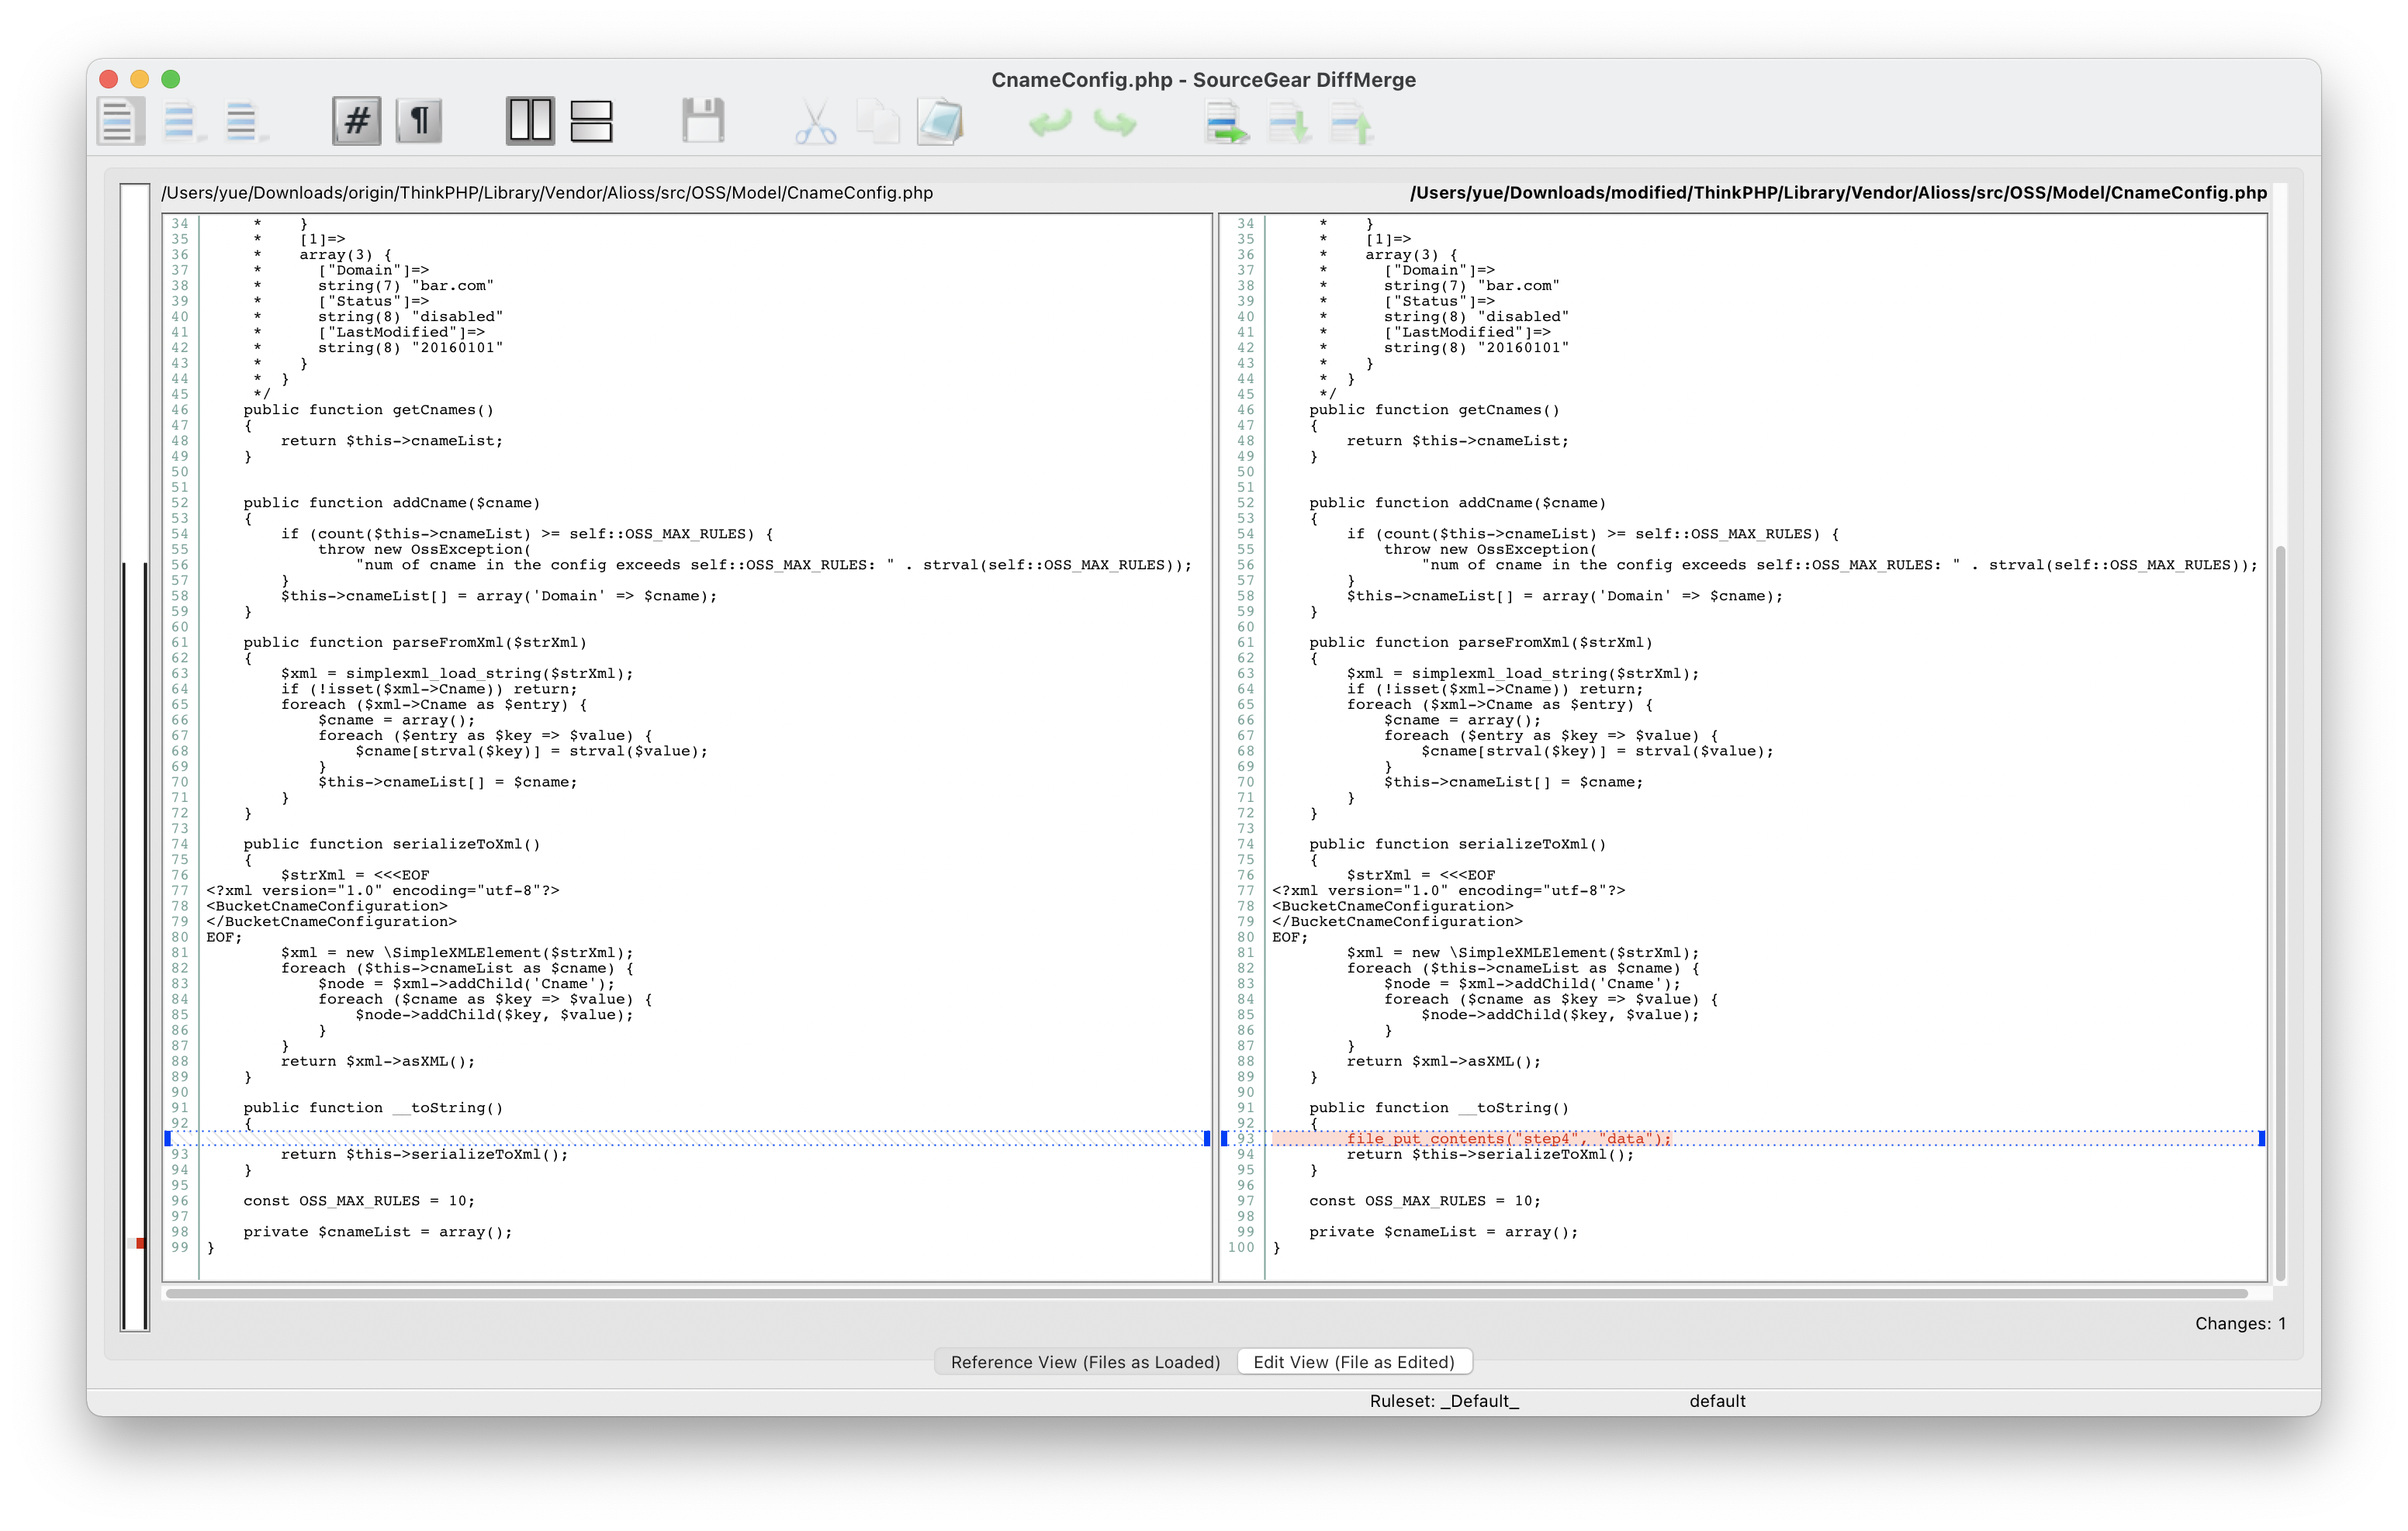 CnameConfig.php - SourceGear DiffMerge
# ¶
/Users/yue/Downloads/origin/ThinkPHP/Library/Vendor/Alioss/src/OSS/Model/CnameConfig.php
34      *    }
35      *    [1]=>
36      *    array(3) {
37      *      ["Domain"]=>
38      *      string(7) "bar.com"
39      *      ["Status"]=>
40      *      string(8) "disabled"
41      *      ["LastModified"]=>
42      *      string(8) "20160101"
43      *    }
44      *  }
45      */
46     public function getCnames()
47     {
48         return $this->cnameList;
49     }
50
51
52     public function addCname($cname)
53     {
54         if (count($this->cnameList) >= self::OSS_MAX_RULES) {
55             throw new OssException(
56                 "num of cname in the config exceeds self::OSS_MAX_RULES: " . strval(self::OSS_MAX_RULES));
57         }
58         $this->cnameList[] = array('Domain' => $cname);
59     }
60
61     public function parseFromXml($strXml)
62     {
63         $xml = simplexml_load_string($strXml);
64         if (!isset($xml->Cname)) return;
65         foreach ($xml->Cname as $entry) {
66             $cname = array();
67             foreach ($entry as $key => $value) {
68                 $cname[strval($key)] = strval($value);
69             }
70             $this->cnameList[] = $cname;
71         }
72     }
73
74     public function serializeToXml()
75     {
76         $strXml = <<<EOF
77 <?xml version="1.0" encoding="utf-8"?>
78 <BucketCnameConfiguration>
79 </BucketCnameConfiguration>
80 EOF;
81         $xml = new \SimpleXMLElement($strXml);
82         foreach ($this->cnameList as $cname) {
83             $node = $xml->addChild('Cname');
84             foreach ($cname as $key => $value) {
85                 $node->addChild($key, $value);
86             }
87         }
88         return $xml->asXML();
89     }
90
91     public function __toString()
92     {
93         return $this->serializeToXml();
94     }
95
96     const OSS_MAX_RULES = 10;
97
98     private $cnameList = array();
99 }
/Users/yue/Downloads/modified/ThinkPHP/Library/Vendor/Alioss/src/OSS/Model/CnameConfig.php
34      *    }
35      *    [1]=>
36      *    array(3) {
37      *      ["Domain"]=>
38      *      string(7) "bar.com"
39      *      ["Status"]=>
40      *      string(8) "disabled"
41      *      ["LastModified"]=>
42      *      string(8) "20160101"
43      *    }
44      *  }
45      */
46     public function getCnames()
47     {
48         return $this->cnameList;
49     }
50
51
52     public function addCname($cname)
53     {
54         if (count($this->cnameList) >= self::OSS_MAX_RULES) {
55             throw new OssException(
56                 "num of cname in the config exceeds self::OSS_MAX_RULES: " . strval(self::OSS_MAX_RULES));
57         }
58         $this->cnameList[] = array('Domain' => $cname);
59     }
60
61     public function parseFromXml($strXml)
62     {
63         $xml = simplexml_load_string($strXml);
64         if (!isset($xml->Cname)) return;
65         foreach ($xml->Cname as $entry) {
66             $cname = array();
67             foreach ($entry as $key => $value) {
68                 $cname[strval($key)] = strval($value);
69             }
70             $this->cnameList[] = $cname;
71         }
72     }
73
74     public function serializeToXml()
75     {
76         $strXml = <<<EOF
77 <?xml version="1.0" encoding="utf-8"?>
78 <BucketCnameConfiguration>
79 </BucketCnameConfiguration>
80 EOF;
81         $xml = new \SimpleXMLElement($strXml);
82         foreach ($this->cnameList as $cname) {
83             $node = $xml->addChild('Cname');
84             foreach ($cname as $key => $value) {
85                 $node->addChild($key, $value);
86             }
87         }
88         return $xml->asXML();
89     }
90
91     public function __toString()
92     {
93         file_put_contents("step4", "data");
94         return $this->serializeToXml();
95     }
96
97     const OSS_MAX_RULES = 10;
98
99     private $cnameList = array();
100 }
Changes: 1
Reference View (Files as Loaded)
Edit View (File as Edited)
Ruleset: _Default_
default